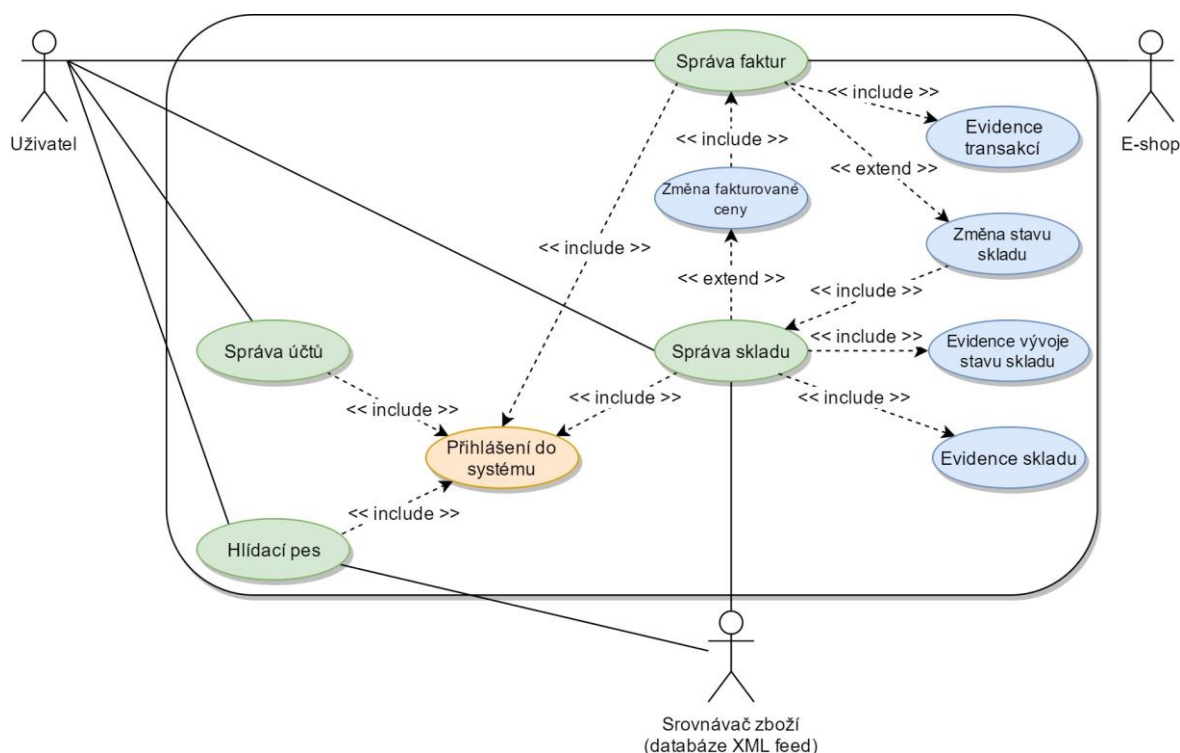 Správa faktur
<< include >>
Uživatel
E-shop
Evidence
transakcí
<< include >>
<< extend >>
Změna fakturované
ceny
Změna stavu
skladu
<< include >>
<< extend >>
<< include >>
Správa účtů
Správa skladu
<< include >>
Evidence vývoje
stavu skladu
<< include >>
<< include >>
<< include >>
Přihlášení do
systému
Evidence skladu
<< include >>
Hlídací pes
Srovnávač zboží
(databáze XML feed)